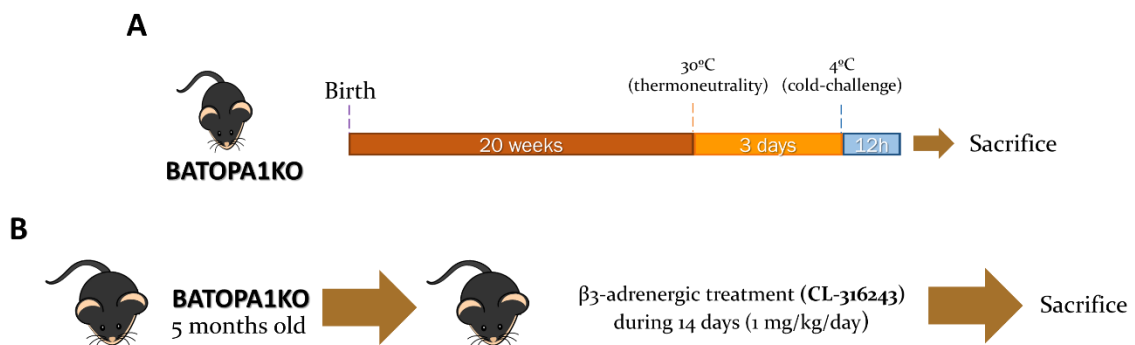 A
30ºC
(thermoneutrality)
4ºC
(cold-challenge)
Birth
20 weeks
3 days
12h
Sacrifice
BATOPA1KO
B
BATOPA1KO
5 months old
β3-adrenergic treatment (CL-316243)
during 14 days (1 mg/kg/day)
Sacrifice